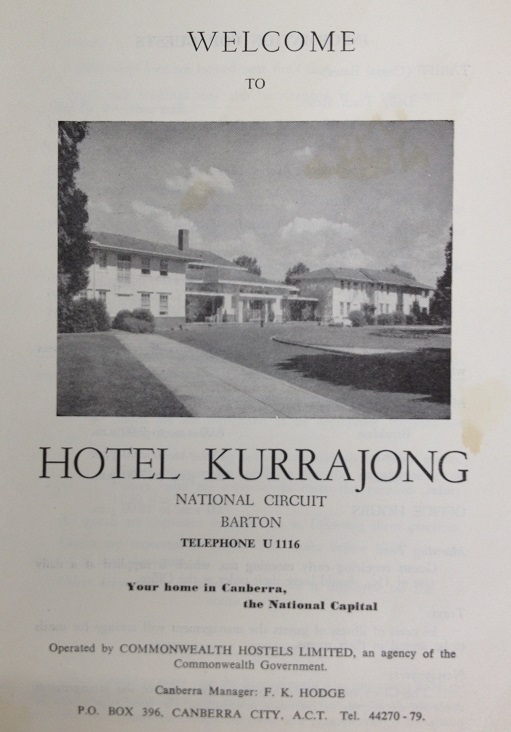 WELCOME
TO
HOTEL KURRAJONG
NATIONAL CIRCUIT
BARTON
TELEPHONE U 1116
Your home in Canberra,
the National Capital
Operated by COMMONWEALTH HOSTELS LIMITED, an agency of the
Commonwealth Government.
Canberra Manager: F. K. HODGE
P.O. BOX 396, CANBERRA CITY, A.C.T. Tel. 44270-79.